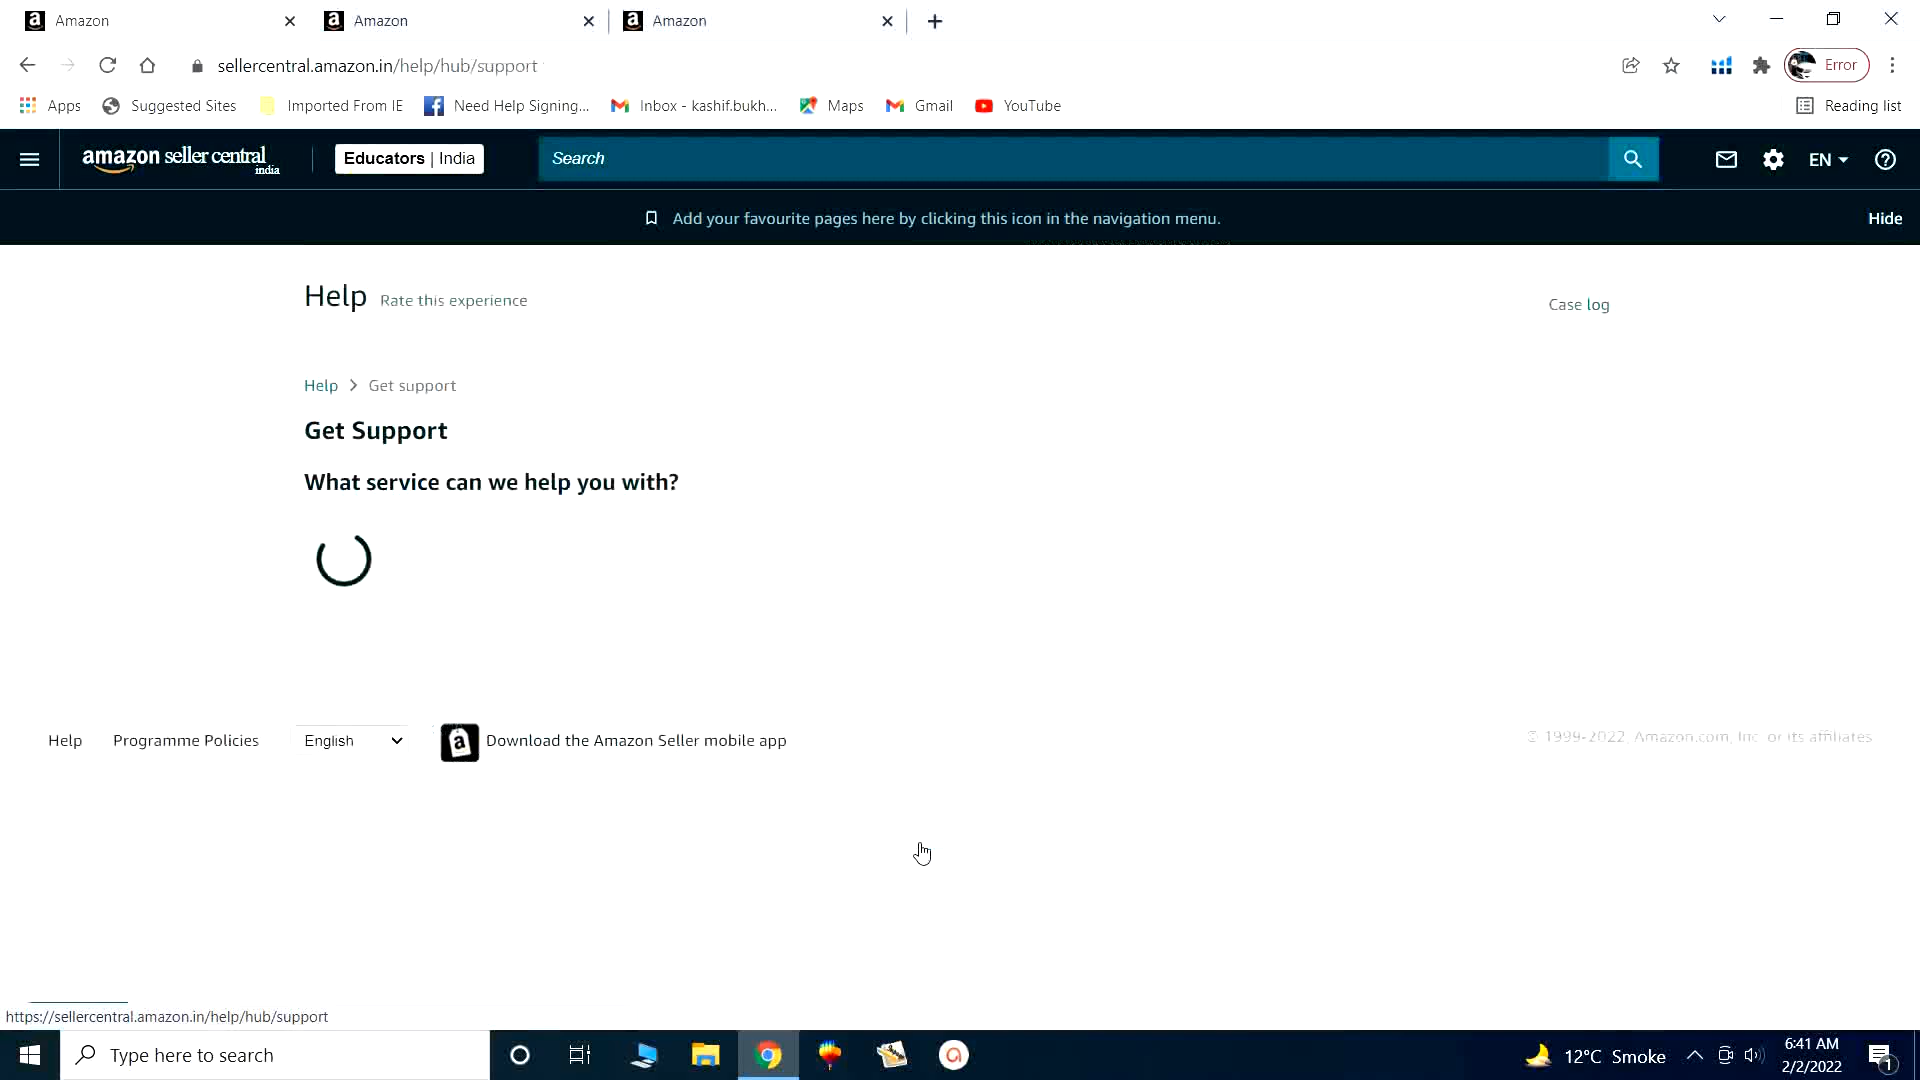 Amazon
Amazon
Amazon
sellercentral.amazon.in/help/hub/support
Error
Apps
Suggested Sites
Imported From IE
Need Help Signing...
Inbox - kashif.bukh...
Maps
Gmail
YouTube
Reading list
amazon seller central
india
Educators | India
Search
EN
Add your favourite pages here by clicking this icon in the navigation menu.
Hide
Help
Rate this experience
Case log
Help
Get support
Get Support
What service can we help you with?
Help
Programme Policies
English
Download the Amazon Seller mobile app
© 1999-2022, Amazon.com, Inc. or its affiliates
https://sellercentral.amazon.in/help/hub/support
Type here to search
12°C Smoke
6:41 AM
2/2/2022
1